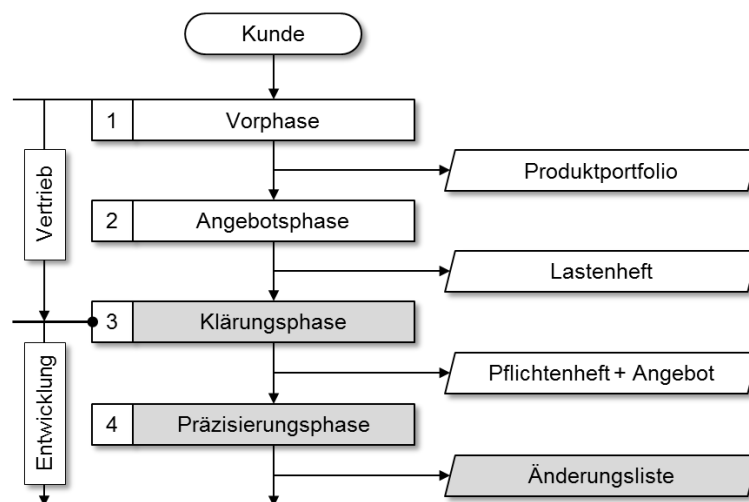 Kunde
1 Vorphase
Produktportfolio
Vertrieb
2 Angebotsphase
Lastenheft
3 Klärungsphase
Entwicklung
Pflichtenheft + Angebot
4 Präzisierungsphase
Änderungsliste